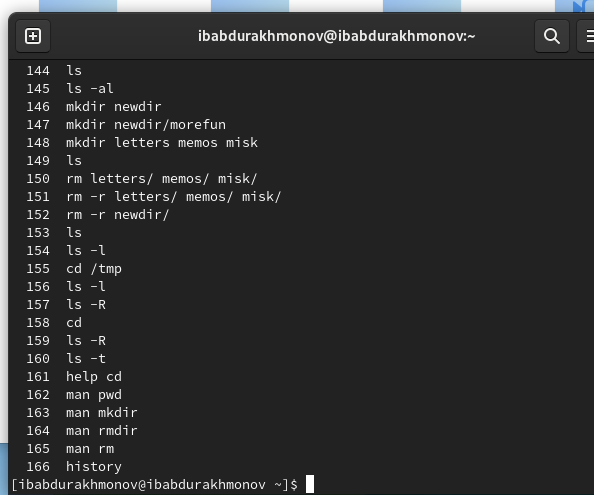 ibabdurakhmonov@ibabdurakhmonov:~
144 ls
145 ls -al
146 mkdir newdir
147 mkdir newdir/morefun
148 mkdir letters memos misk
149 ls
150 rm letters/ memos/ misk/
151 rm -r letters/ memos/ misk/
152 rm -r newdir/
153 ls
154 ls -l
155 cd /tmp
156 ls -l
157 ls -R
158 cd
159 ls -R
160 ls -t
161 help cd
162 man pwd
163 man mkdir
164 man rmdir
165 man rm
166 history
[ibabdurakhmonov@ibabdurakhmonov ~]$